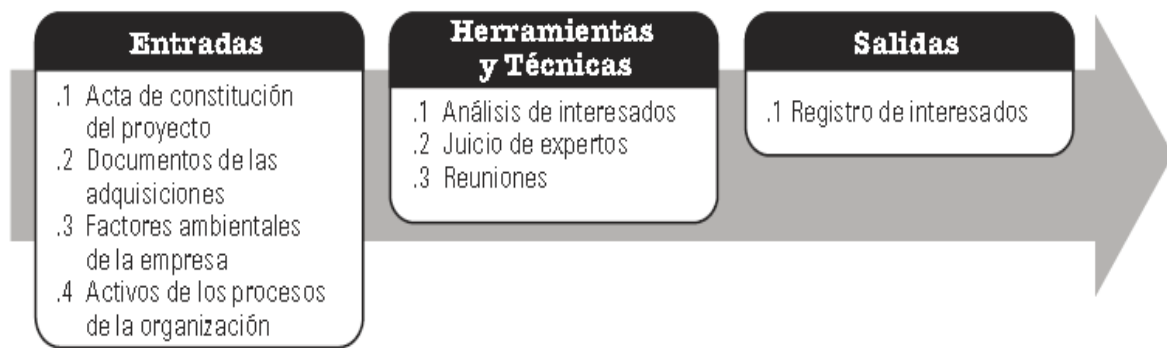 Entradas
.1 Acta de constitución
del proyecto
.2 Documentos de las
adquisiciones
.3 Factores ambientales
de la empresa
.4 Activos de los procesos
de la organización
Herramientas
y Técnicas
.1 Análisis de interesados
.2 Juicio de expertos
.3 Reuniones
Salidas
.1 Registro de interesados